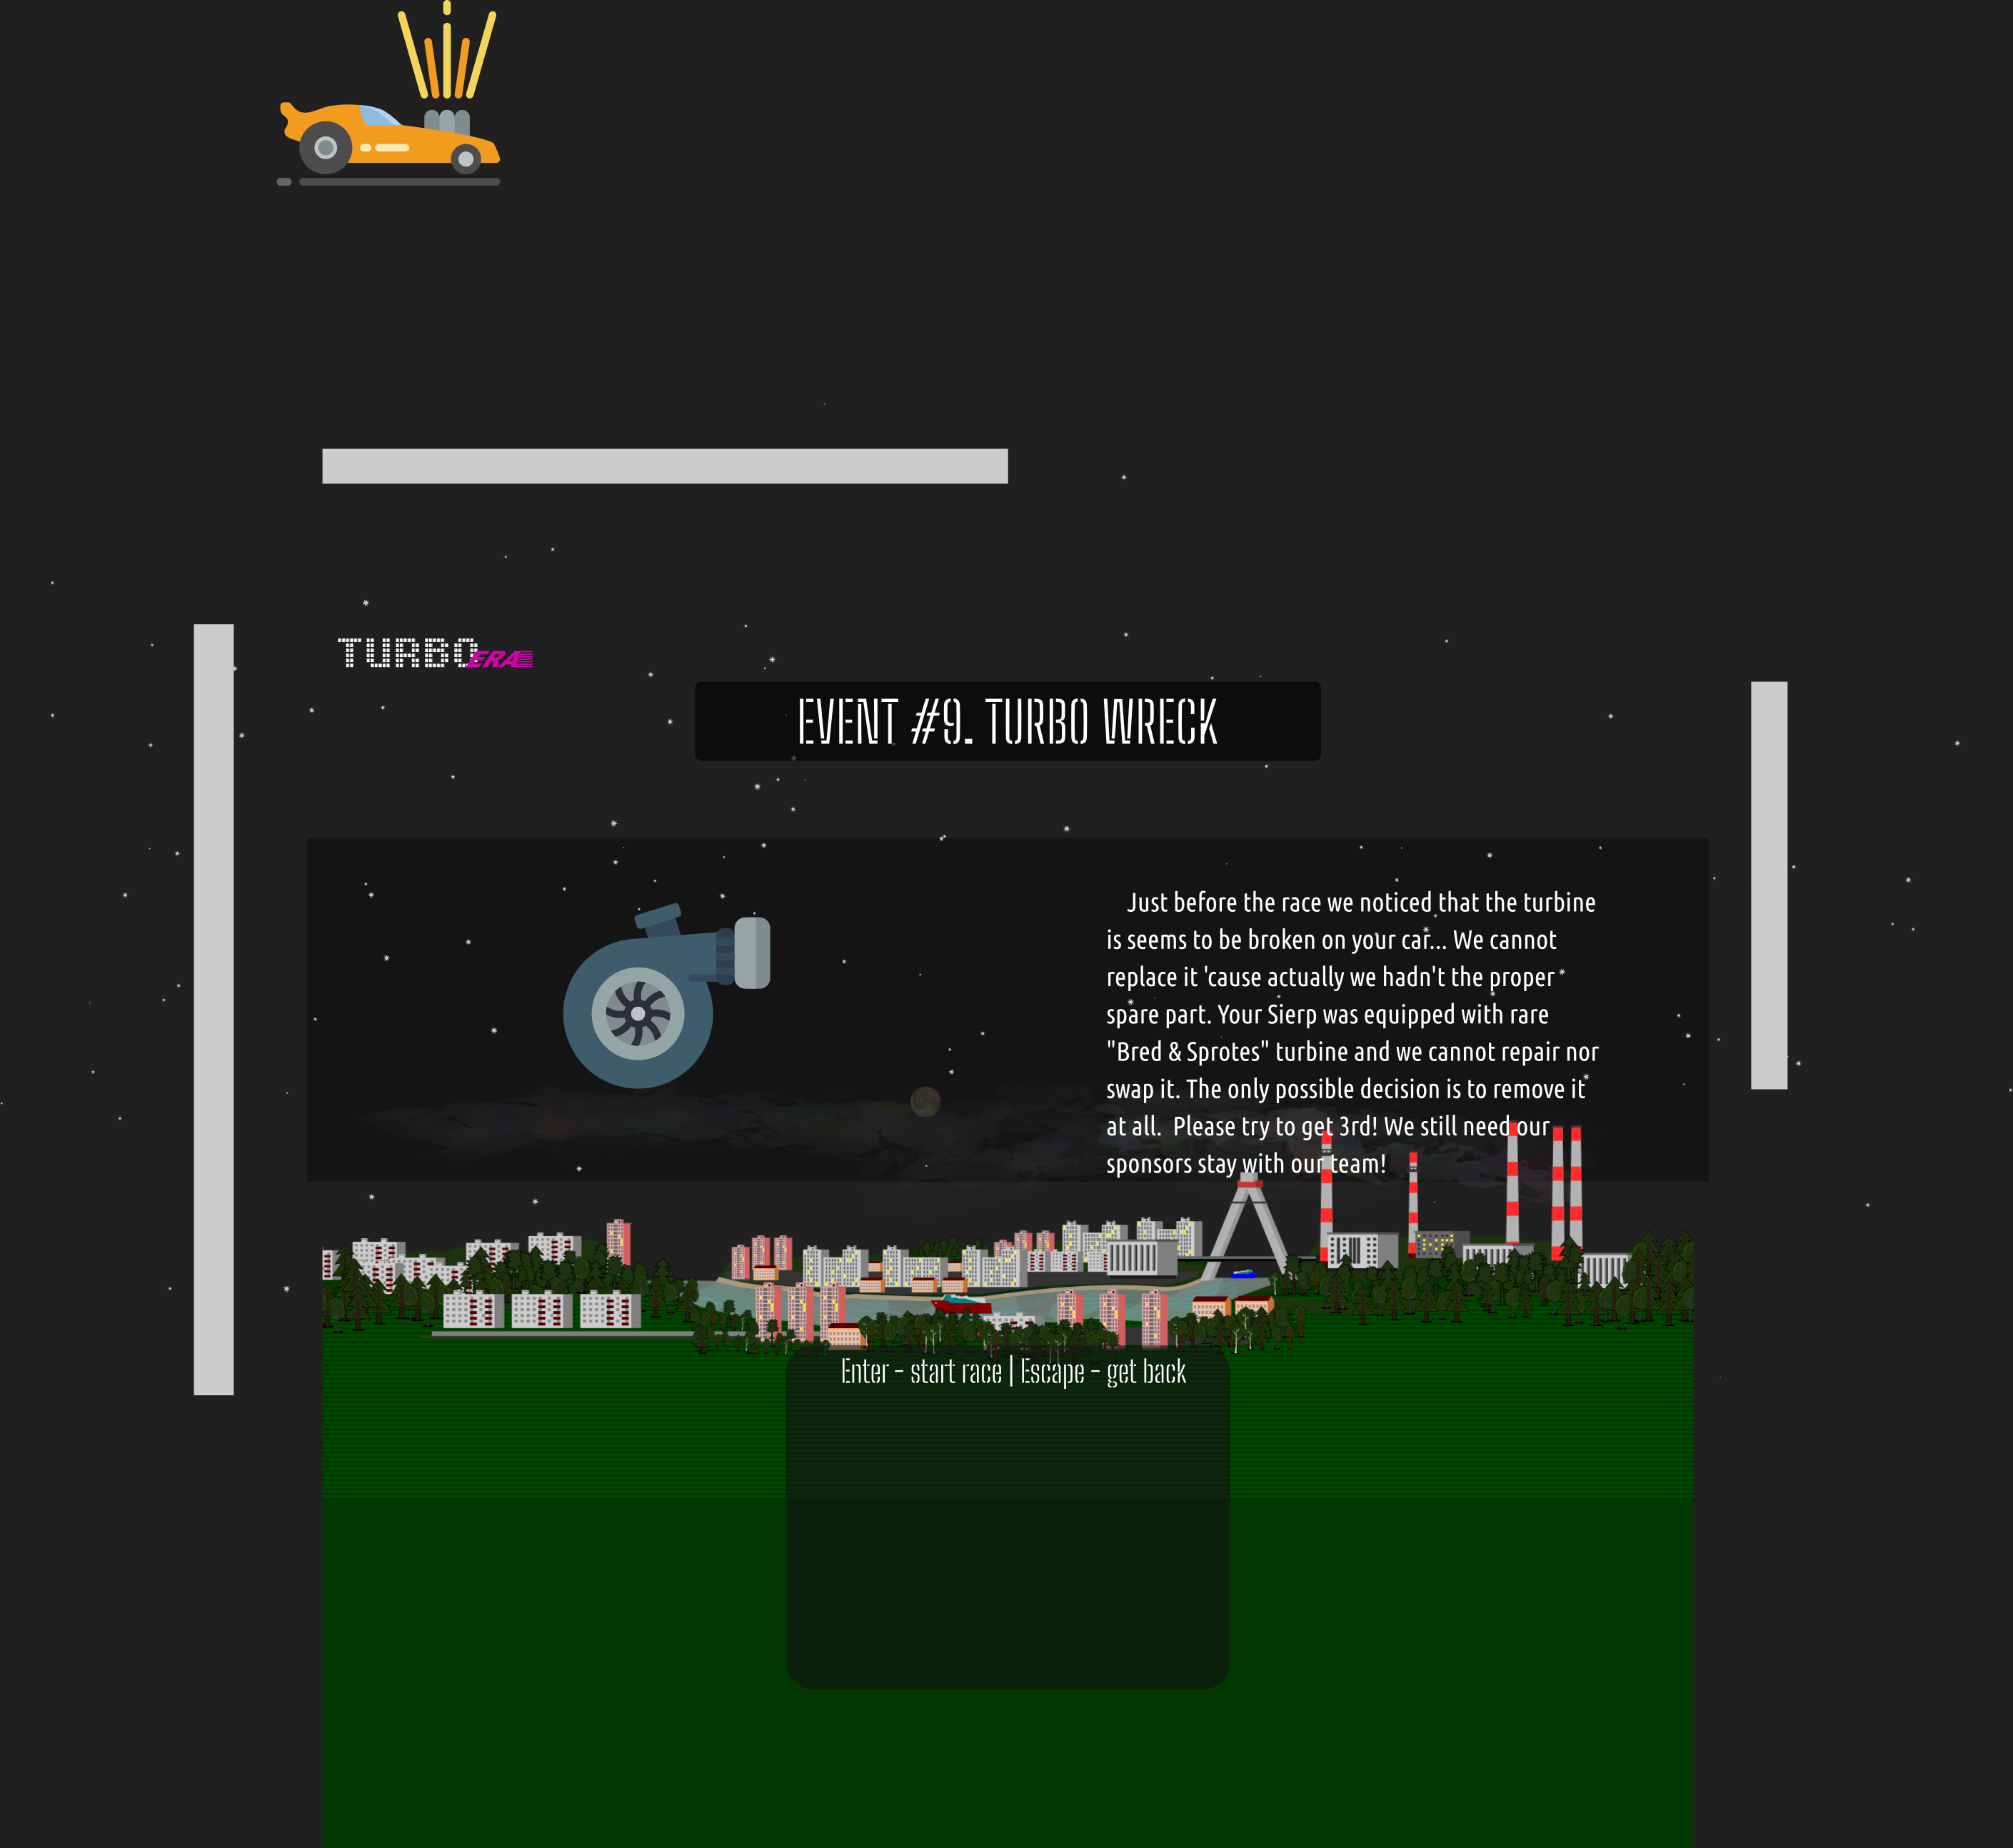 TURBO ERA
EVENT #9. TURBO WRECK
Just before the race we noticed that the turbine
is seems to be broken on your car... We cannot
replace it 'cause actually we hadn't the proper
spare part. Your Sierp was equipped with rare
"Bred & Sprotes" turbine and we cannot repair nor
swap it. The only possible decision is to remove it
at all.  Please try to get 3rd! We still need our
sponsors stay with our team!
Enter - start race | Escape - get back